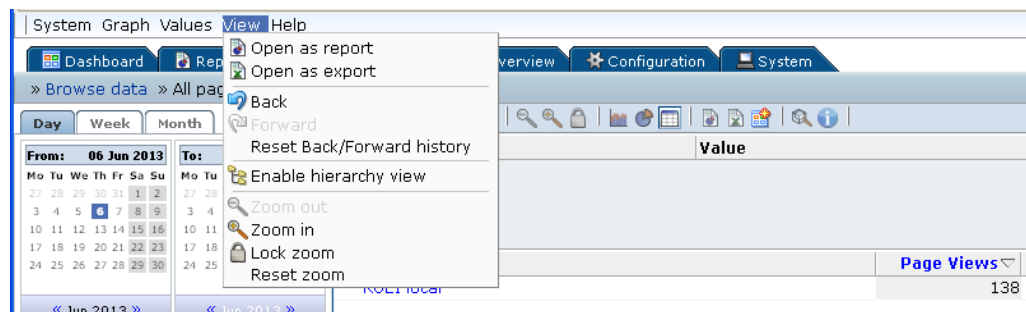 System Graph Values View Help
Dashboard Rep verview Configuration System
» Browse data » All pag
Open as report
Open as export
Back
Forward
Reset Back/Forward history
Enable hierarchy view
Zoom out
Zoom in
Lock zoom
Reset zoom
Day Week Month
From: 06 Jun 2013 To:
Mo Tu We Th Fr Sa Su Mo Tu
27 28 29 30 31 1 2 27 28
3 4 5 6 7 8 9 3 4
10 11 12 13 14 15 16 10 11
17 18 19 20 21 22 23 17 18
24 25 26 27 28 29 30 24 25
« Jun 2013 » « Jun 2013 »
Value
Page Views
138